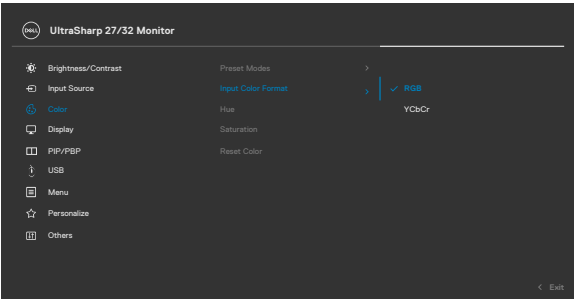 DELL UltraSharp 27/32 Monitor
Brightness/Contrast Preset Modes
Input Source Input Color Format RGB
Color Hue YCbCr
Display Saturation
PIP/PBP Reset Color
USB
Menu
Personalize
Others
Exit